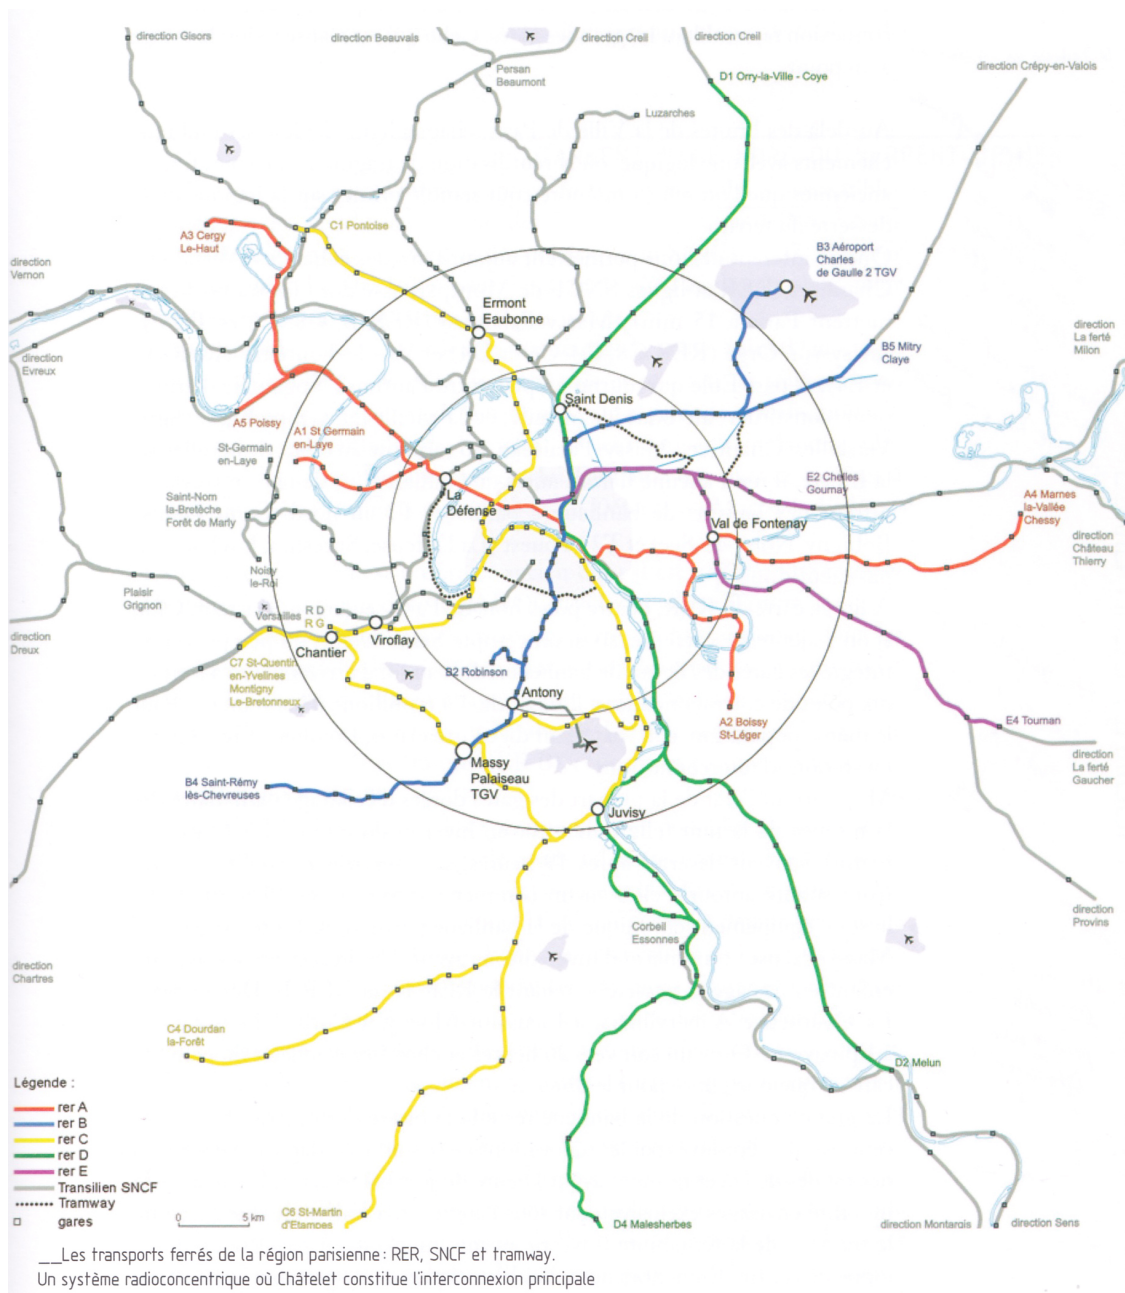 direction Gisors
direction Beauvais
direction Creil
direction Creil
direction Crépy-en-Valois
Persan
Beaumont
D1 Orry-la-Ville - Coye
Luzarches
A3 Cergy
Le-Haut
C1 Pontoise
B3 Aéroport
Charles
de Gaulle 2 TGV
direction
Vernon
Ermont
Eaubonne
direction
La ferté
Milon
direction
Evreux
B5 Mitry
Claye
Saint Denis
A5 Poissy
A1 St Germain
en-Laye
St-Germain
en-Laye
La
Défense
E2 Chelles
Gournay
A4 Marnes
la-Vallée
Chessy
Saint-Nom
la-Bretêche
Forêt de Marly
Val de Fontenay
direction
Château
Thierry
Noisy
le-Roi
Plaisir
Grignon
Versailles
R D
R G
direction
Dreux
Viroflay
Chantier
C7 St-Quentin
en-Yvelines
Montigny
Le-Bretonneux
B2 Robinson
Antony
A2 Boissy
St-Léger
E4 Tournan
direction
La ferté
Gaucher
Massy
Palaiseau
TGV
B4 Saint-Rémy
lès-Chevreuses
Juvisy
direction
Provins
Corbeil
Essonnes
direction
Chartres
C4 Dourdan
la-Forêt
D2 Melun
Légende :
rer A
rer B
rer C
rer D
rer E
Transilien SNCF
Tramway
gares
0 5 km
C6 St-Martin
d'Etampes
D4 Malesherbes
direction Montargis
direction Sens
__Les transports ferrés de la région parisienne: RER, SNCF et tramway.
Un système radioconcentrique où Châtelet constitue l'interconnexion principale